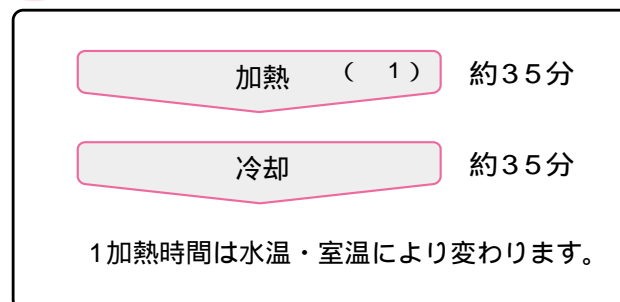 加熱 ( 1) 約35分
冷却 約35分
1加熱時間は水温・室温により変わります。